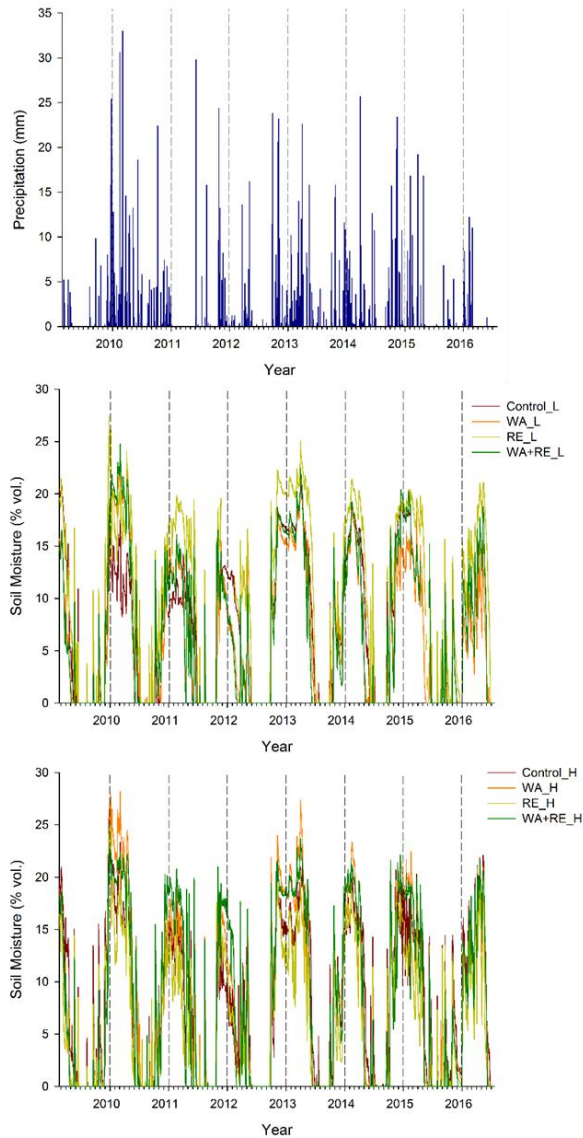 35
30
25
20
15
10
5
0
Precipitation (mm)
2010 2011 2012 2013 2014 2015 2016
Year
30
25
20
15
10
5
0
Soil Moisture (% vol.)
Control_L
WA_L
RE_L
WA+RE_L
2010 2011 2012 2013 2014 2015 2016
Year
30
25
20
15
10
5
0
Soil Moisture (% vol.)
Control_H
WA_H
RE_H
WA+RE_H
2010 2011 2012 2013 2014 2015 2016
Year